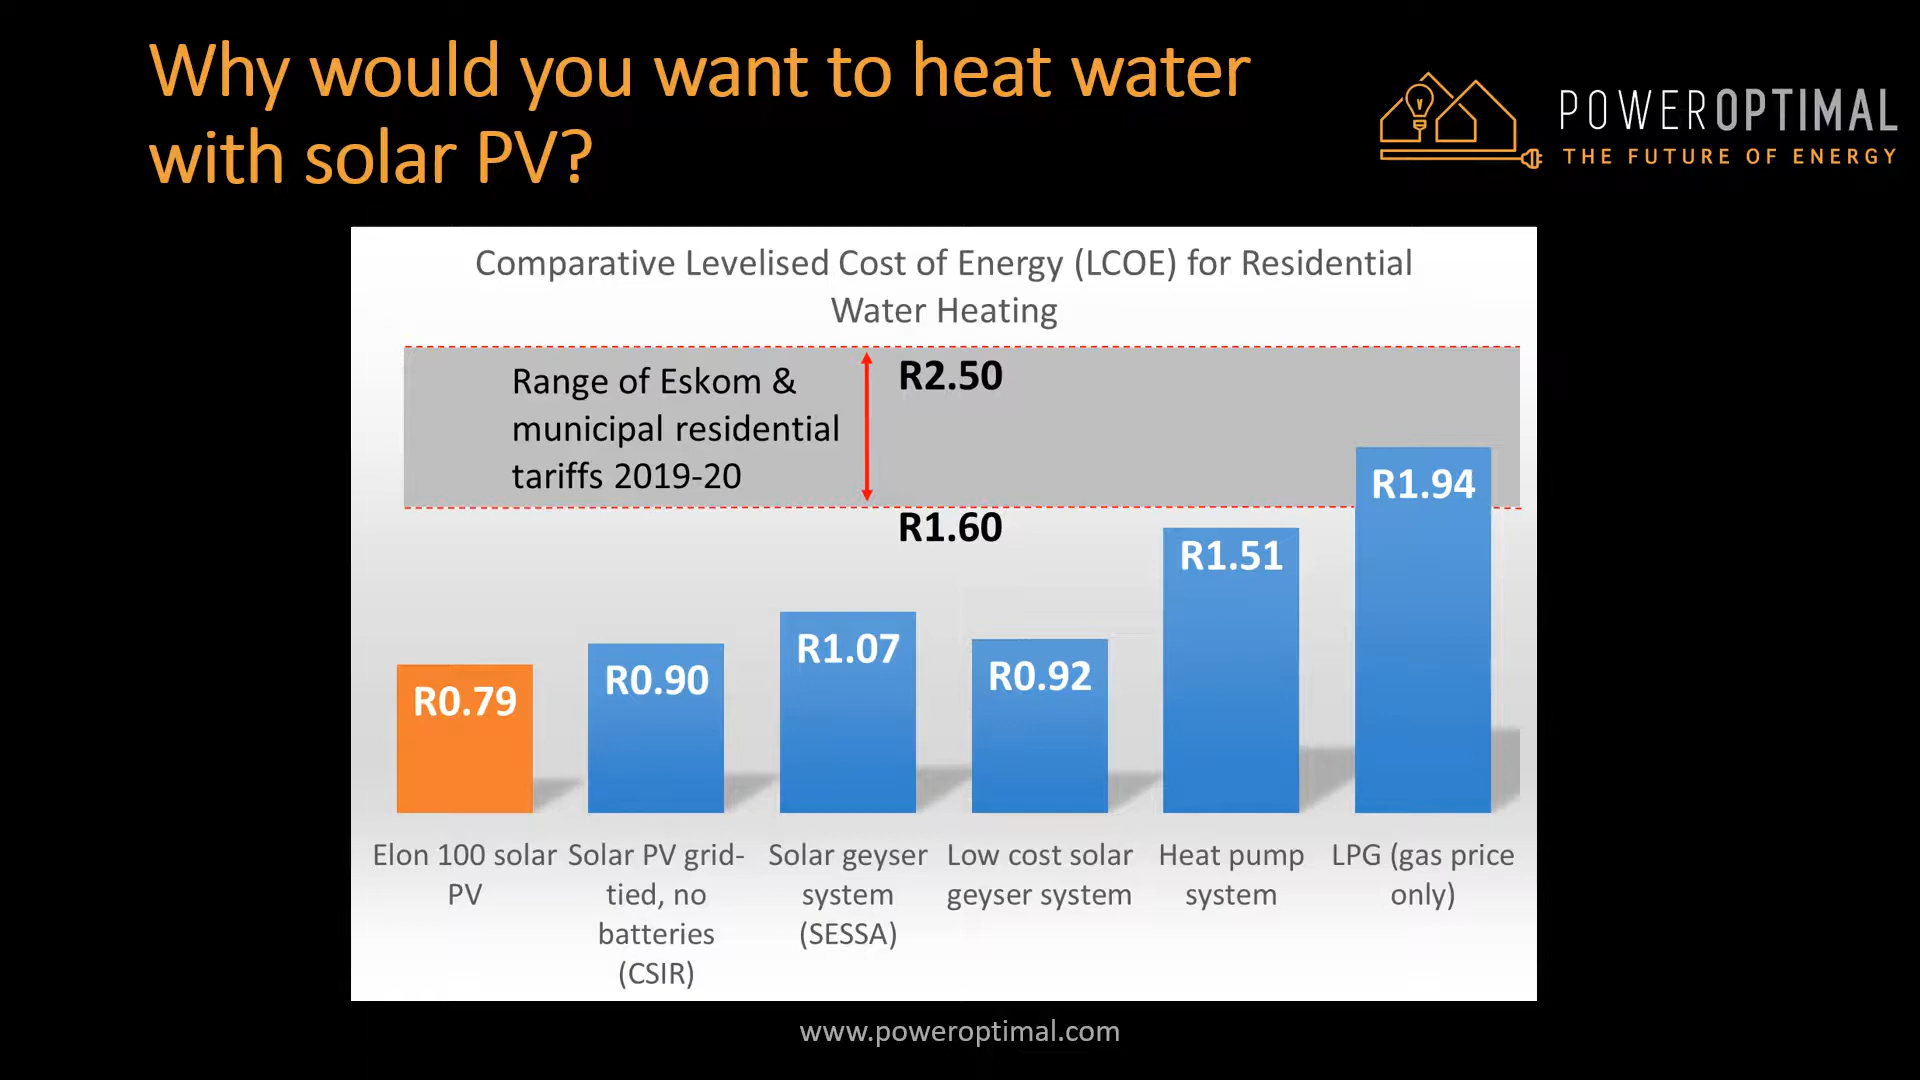 Why would you want to heat water
with solar PV?
POWEROPTIMAL
THE FUTURE OF ENERGY
Comparative Levelised Cost of Energy (LCOE) for Residential
Water Heating
Range of Eskom &
municipal residential
tariffs 2019-20
R2.50
R1.60
R0.79
R0.90
R1.07
R0.92
R1.51
R1.94
Elon 100 solar
PV
Solar PV grid-
tied, no
batteries
(CSIR)
Solar geyser
system
(SESSA)
Low cost solar
geyser system
Heat pump
system
LPG (gas price
only)
www.poweroptimal.com